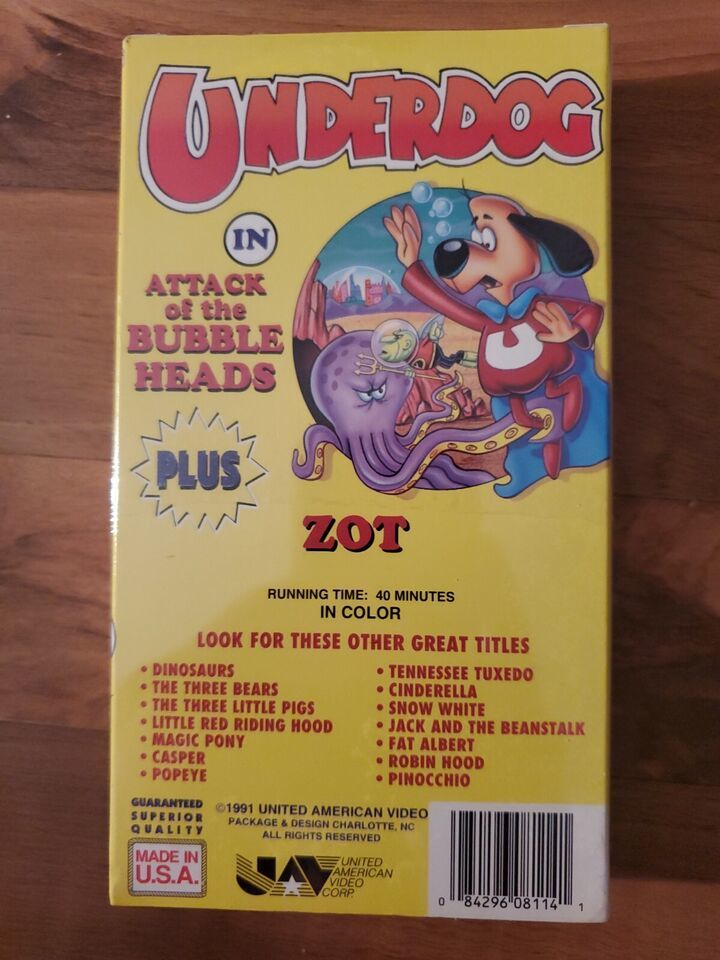 UNDERDOG
IN
ATTACK
of the
BUBBLE
HEADS
U
PLUS
ZOT
RUNNING TIME: 40 MINUTES
IN COLOR
LOOK FOR THESE OTHER GREAT TITLES
• DINOSAURS
• THE THREE BEARS
• THE THREE LITTLE PIGS
• LITTLE RED RIDING HOOD
• MAGIC PONY
• CASPER
• POPEYE
• TENNESSEE TUXEDO
• CINDERELLA
• SNOW WHITE
• JACK AND THE BEANSTALK
• FAT ALBERT
• ROBIN HOOD
• PINOCCHIO
GUARANTEED
SUPERIOR
QUALITY
MADE IN
U.S.A.
©1991 UNITED AMERICAN VIDEO
PACKAGE & DESIGN CHARLOTTE, NC
ALL RIGHTS RESERVED
UAV
UNITED
AMERICAN
VIDEO
CORP.
0 84296 08114 1